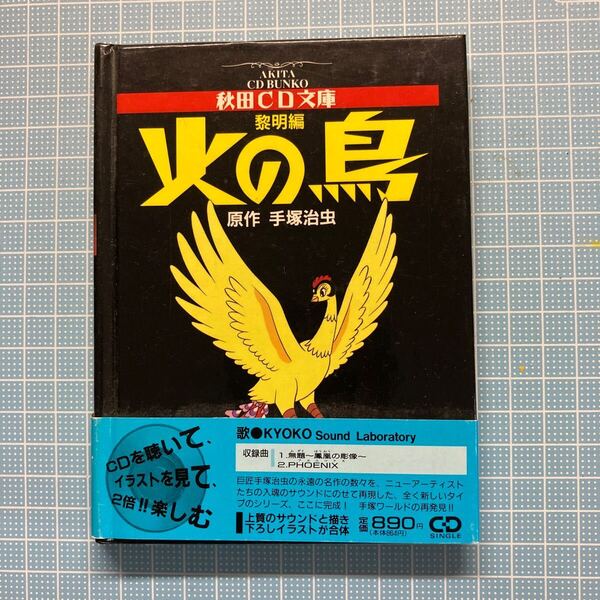 AKITA
CD BUNKO
秋田CD文庫
黎明編
火の鳥
原作 手塚治虫
CDを聴いて、
イラストを見て、
2倍!!楽しむ
歌●KYOKO Sound Laboratory
収録曲
1.無題〜鳳凰の彫像〜
2.PHOENIX
巨匠手塚治虫の永遠の名作の数々を、ニューアーティスト
たちの入魂のサウンドにのせて再現した、全く新しいタイ
プのシリーズ、ここに完成! 手塚ワールドの再発見!!
上質のサウンドと描き
下ろしイラストが合体
定価890円
(本体864円)
CD
SINGLE